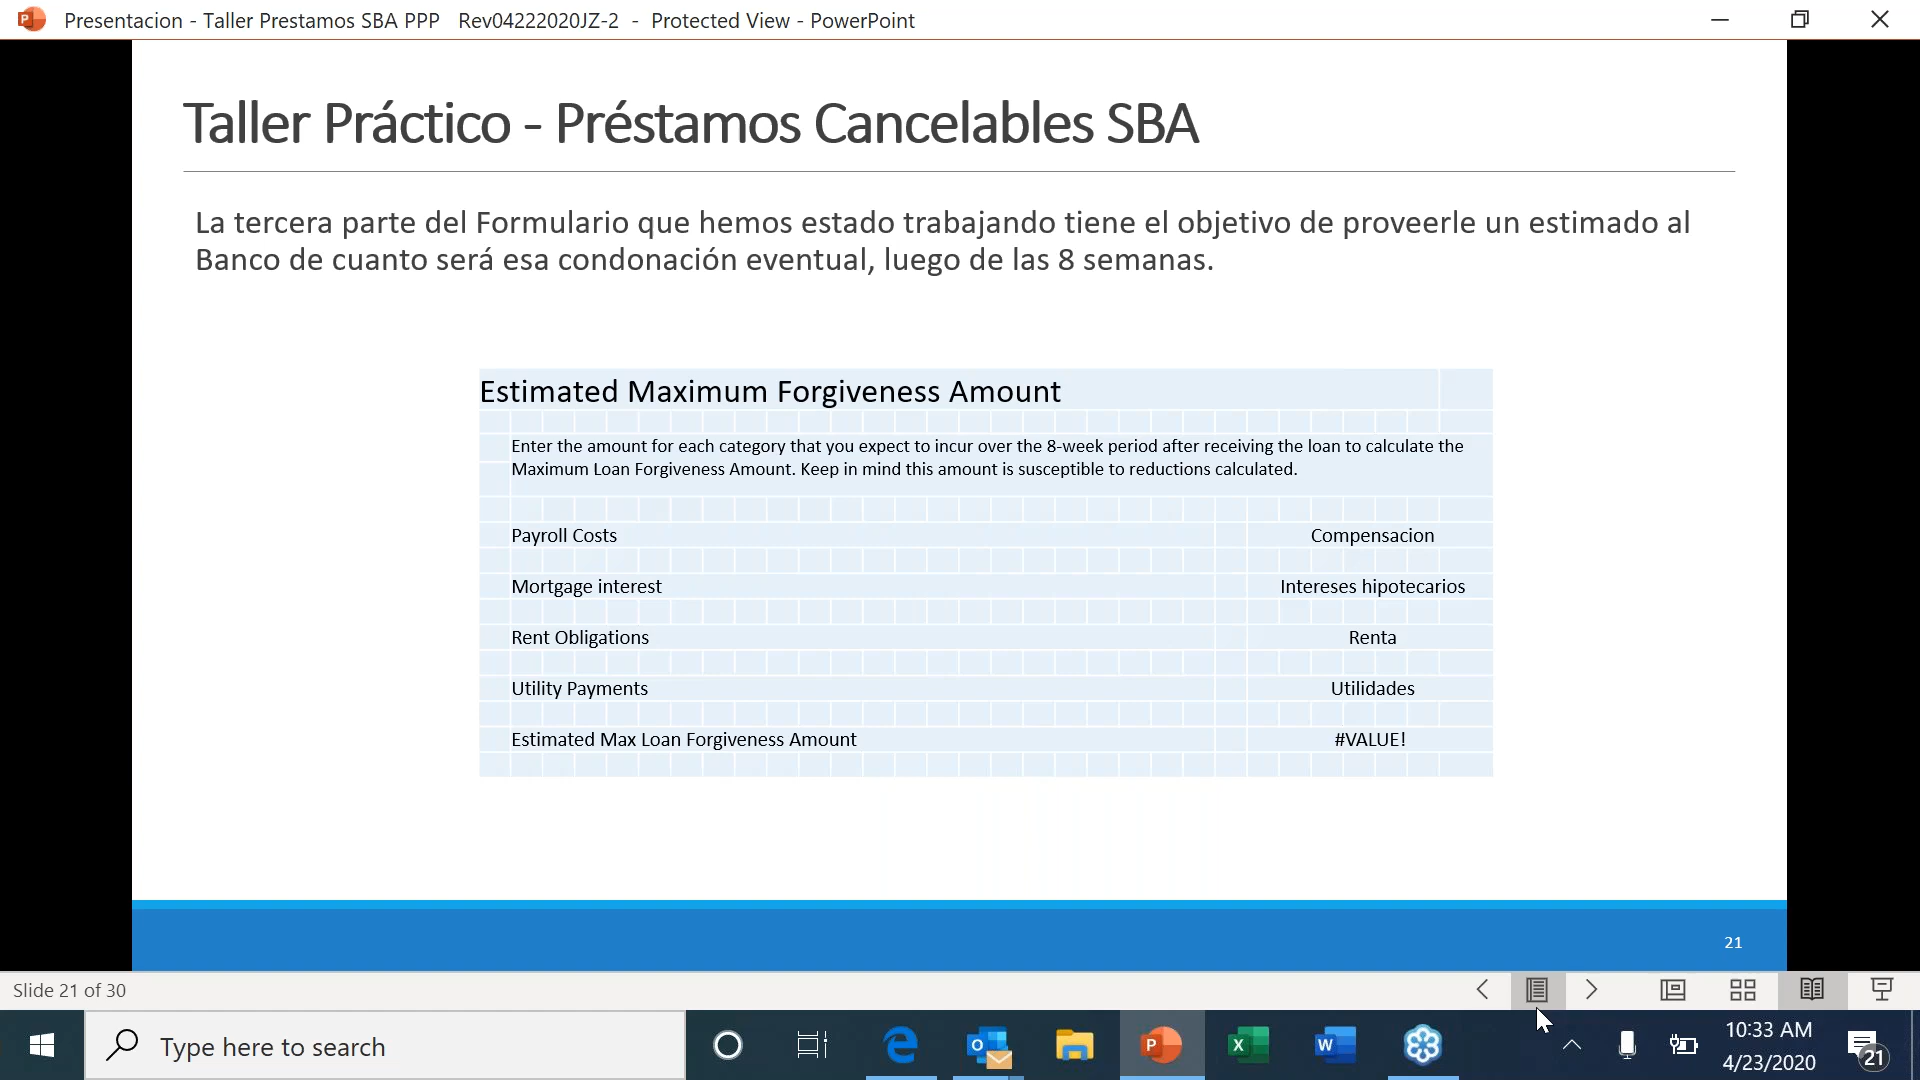 Presentacion - Taller Prestamos SBA PPP   Rev04222020JZ-2  -  Protected View - PowerPoint
Taller Práctico - Préstamos Cancelables SBA
La tercera parte del Formulario que hemos estado trabajando tiene el objetivo de proveerle un estimado al
Banco de cuanto será esa condonación eventual, luego de las 8 semanas.
Estimated Maximum Forgiveness Amount
Enter the amount for each category that you expect to incur over the 8-week period after receiving the loan to calculate the
Maximum Loan Forgiveness Amount. Keep in mind this amount is susceptible to reductions calculated.
Payroll Costs Compensacion
Mortgage interest Intereses hipotecarios
Rent Obligations Renta
Utility Payments Utilidades
Estimated Max Loan Forgiveness Amount #VALUE!
21
Slide 21 of 30
Type here to search
10:33 AM
4/23/2020
21